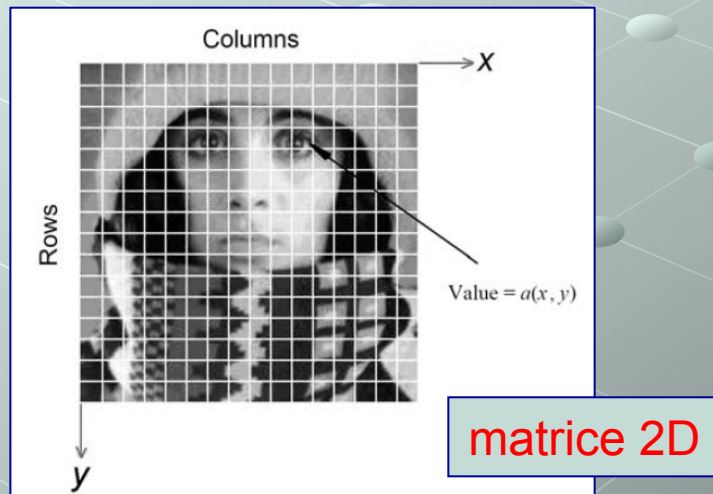 Columns
x
Rows
Value = a(x, y)
matrice 2D
y